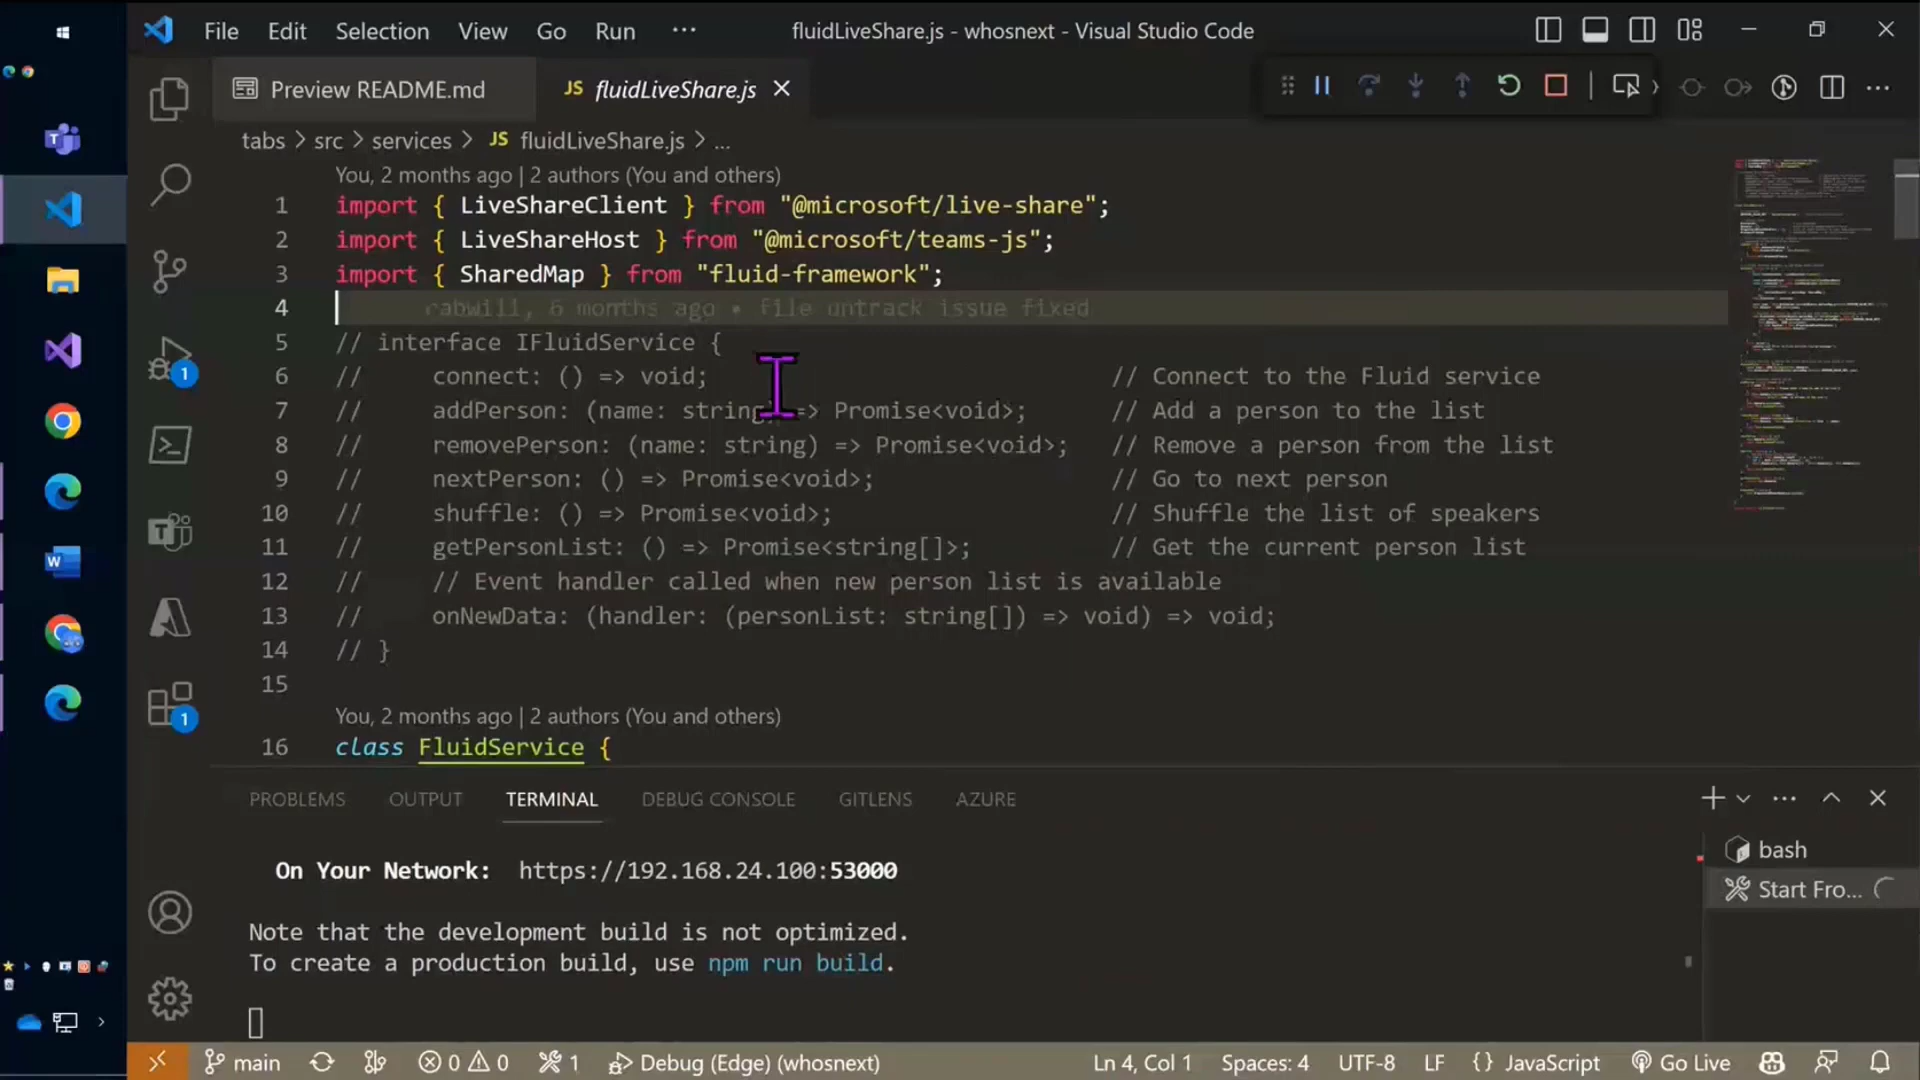 File Edit Selection View Go Run ··· fluidLiveShare.js - whosnext - Visual Studio Code
Preview README.md JS fluidLiveShare.js
tabs > src > services > JS fluidLiveShare.js > ...
You, 2 months ago | 2 authors (You and others)
1 import { LiveShareClient } from "@microsoft/live-share";
2 import { LiveShareHost } from "@microsoft/teams-js";
3 import { SharedMap } from "fluid-framework";
4 rabwill, 6 months ago • file untrack issue fixed
5 // interface IFluidService {
6 // connect: () => void; // Connect to the Fluid service
7 // addPerson: (name: string) => Promise<void>; // Add a person to the list
8 // removePerson: (name: string) => Promise<void>; // Remove a person from the list
9 // nextPerson: () => Promise<void>; // Go to next person
10 // shuffle: () => Promise<void>; // Shuffle the list of speakers
11 // getPersonList: () => Promise<string[]>; // Get the current person list
12 // // Event handler called when new person list is available
13 // onNewData: (handler: (personList: string[]) => void) => void;
14 // }
15
You, 2 months ago | 2 authors (You and others)
16 class FluidService {
PROBLEMS OUTPUT TERMINAL DEBUG CONSOLE GITLENS AZURE
On Your Network: https://192.168.24.100:53000
Note that the development build is not optimized.
To create a production build, use npm run build.
bash
Start Fro...
1
1
main 0 0 1 Debug (Edge) (whosnext) Ln 4, Col 1 Spaces: 4 UTF-8 LF {} JavaScript Go Live